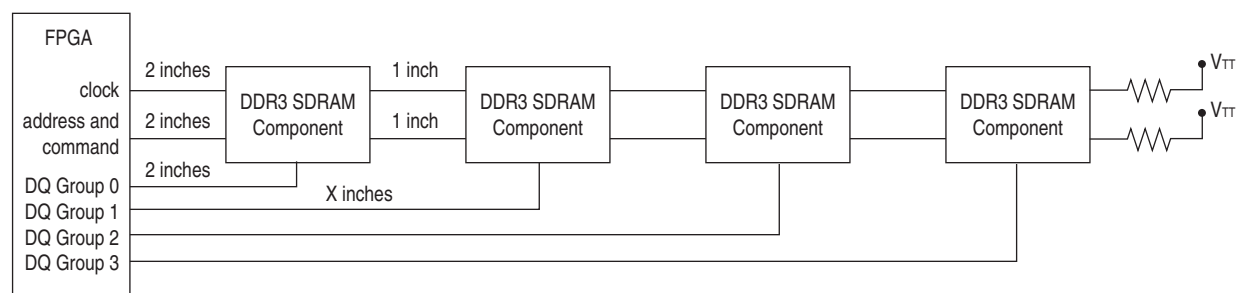 FPGA
clock
address and
command
DQ Group 0
DQ Group 1
DQ Group 2
DQ Group 3
2 inches
2 inches
2 inches
X inches
DDR3 SDRAM
Component
1 inch
1 inch
DDR3 SDRAM
Component
DDR3 SDRAM
Component
DDR3 SDRAM
Component
VTT
VTT